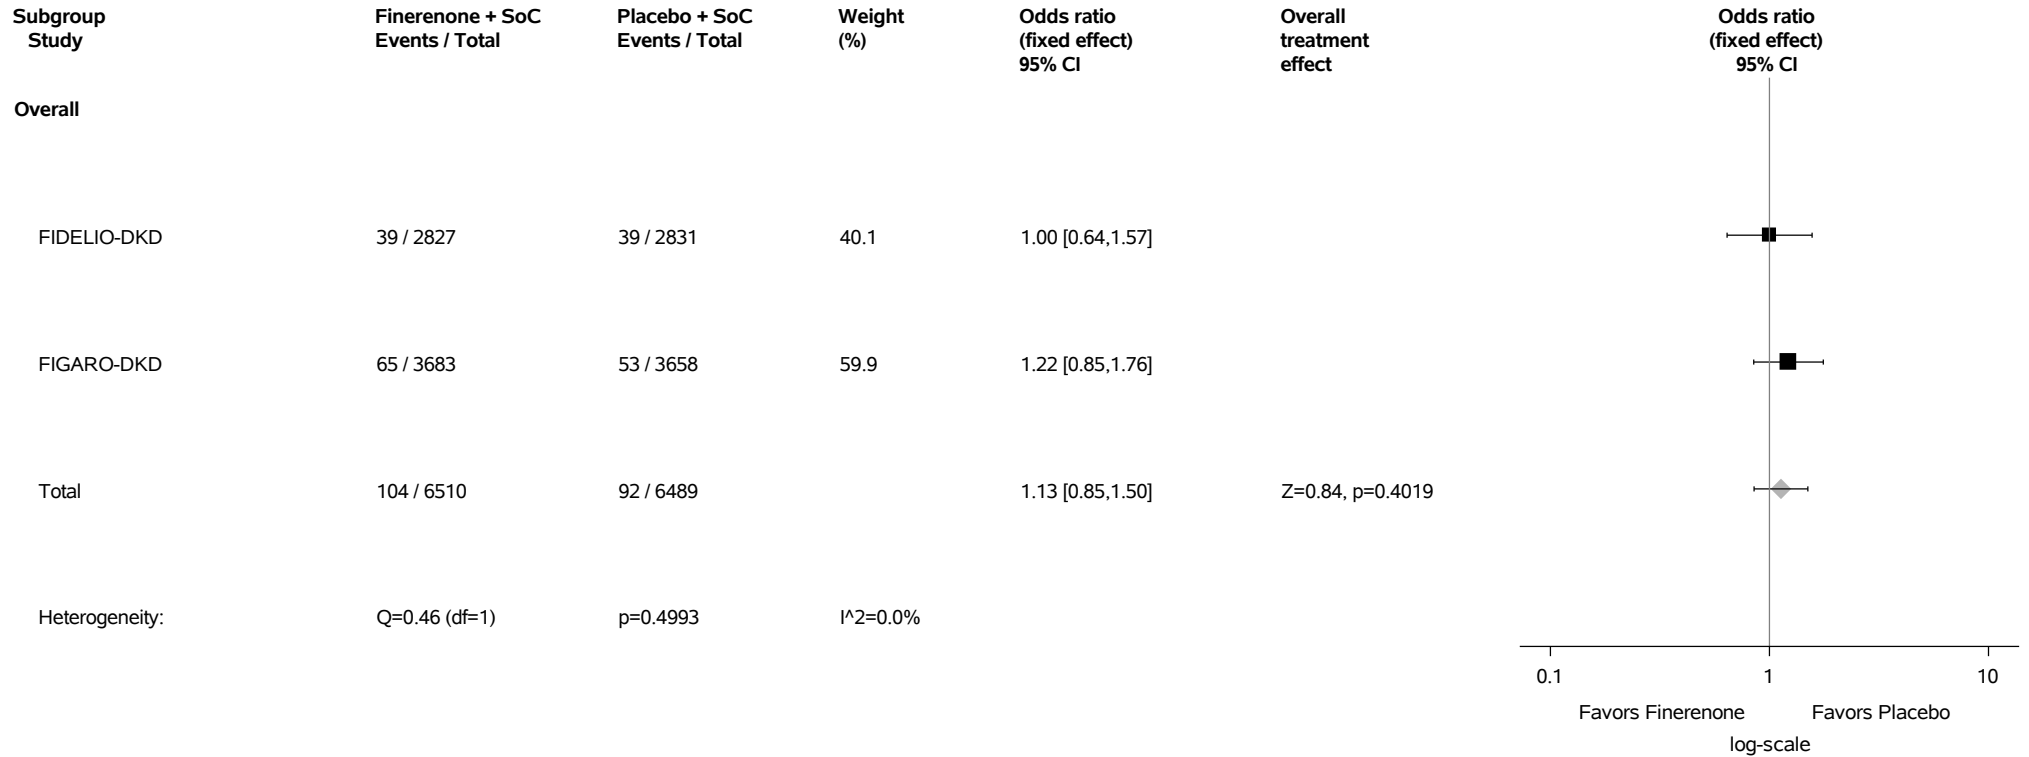 Subgroup Finerenone + SoC Placebo + SoC Weight Odds ratio Overall Odds ratio
Study Events / Total Events / Total (%) (fixed effect) treatment (fixed effect)
95% CI effect 95% CI
Overall
FIDELIO-DKD 39 / 2827 39 / 2831 40.1 1.00 [0.64,1.57]
FIGARO-DKD 65 / 3683 53 / 3658 59.9 1.22 [0.85,1.76]
Total 104 / 6510 92 / 6489 1.13 [0.85,1.50] Z=0.84, p=0.4019
Heterogeneity: Q=0.46 (df=1) p=0.4993 I^2=0.0%
0.1 1 10
Favors Finerenone Favors Placebo
log-scale